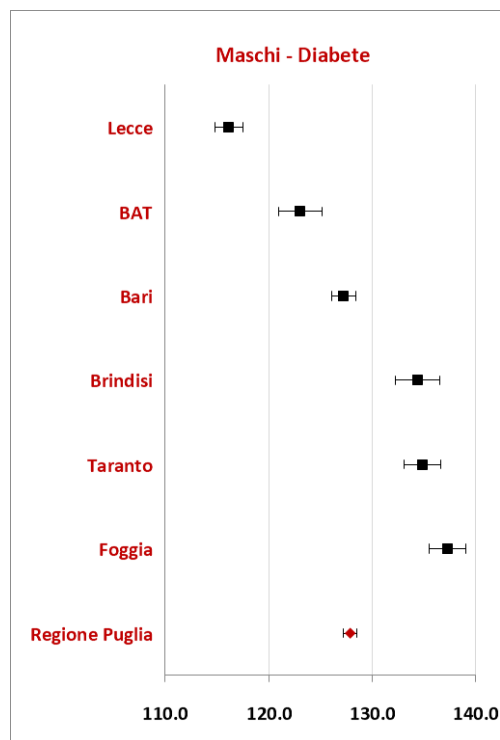 Maschi - Diabete
Lecce
BAT
Bari
Brindisi
Taranto
Foggia
Regione Puglia
110.0 120.0 130.0 140.0